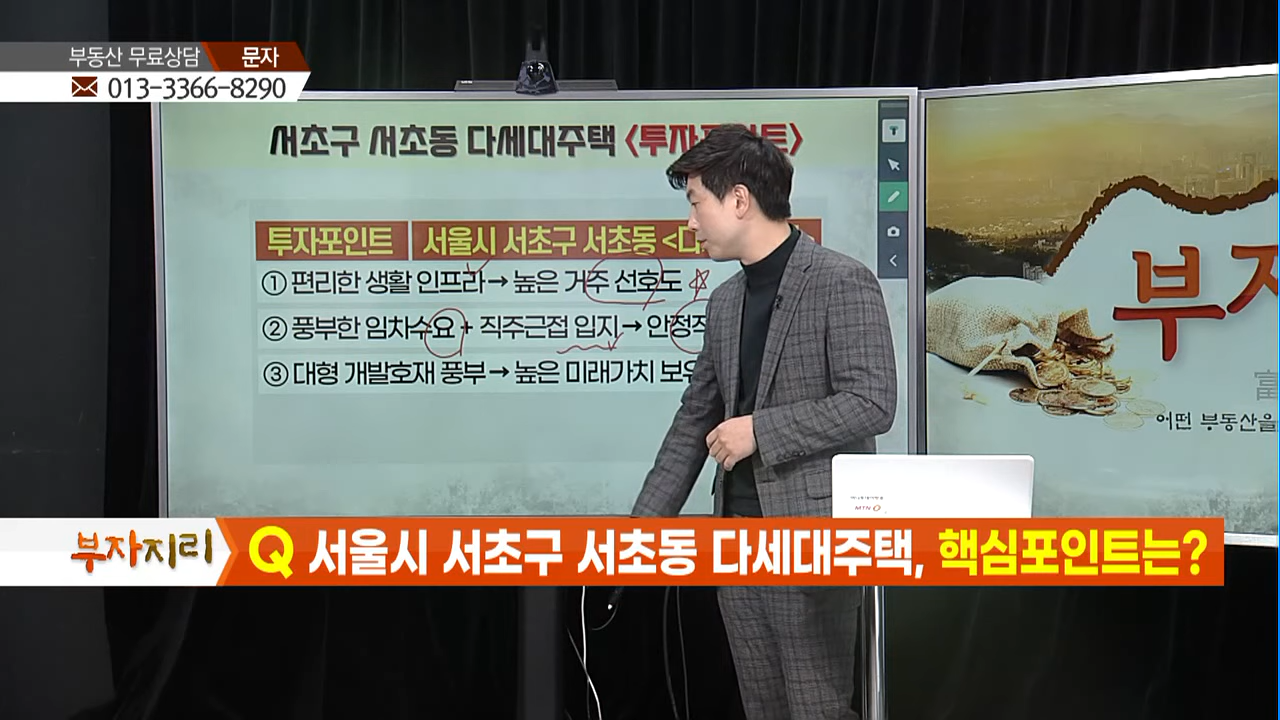 부동산 무료상담 문자
013-3366-8290
서초구 서초동 다세대주택 <투자포인트>
투자포인트 서울시 서초구 서초동
① 편리한 생활 인프라→ 높은 거주 선호도
② 풍부한 임차수요 + 직주근접 입지→
③ 대형 개발호재 풍부→ 높은 미래가치 보유
부자
어떤 부동산을
MTN
부자지리 Q 서울시 서초구 서초동 다세대주택, 핵심포인트는?